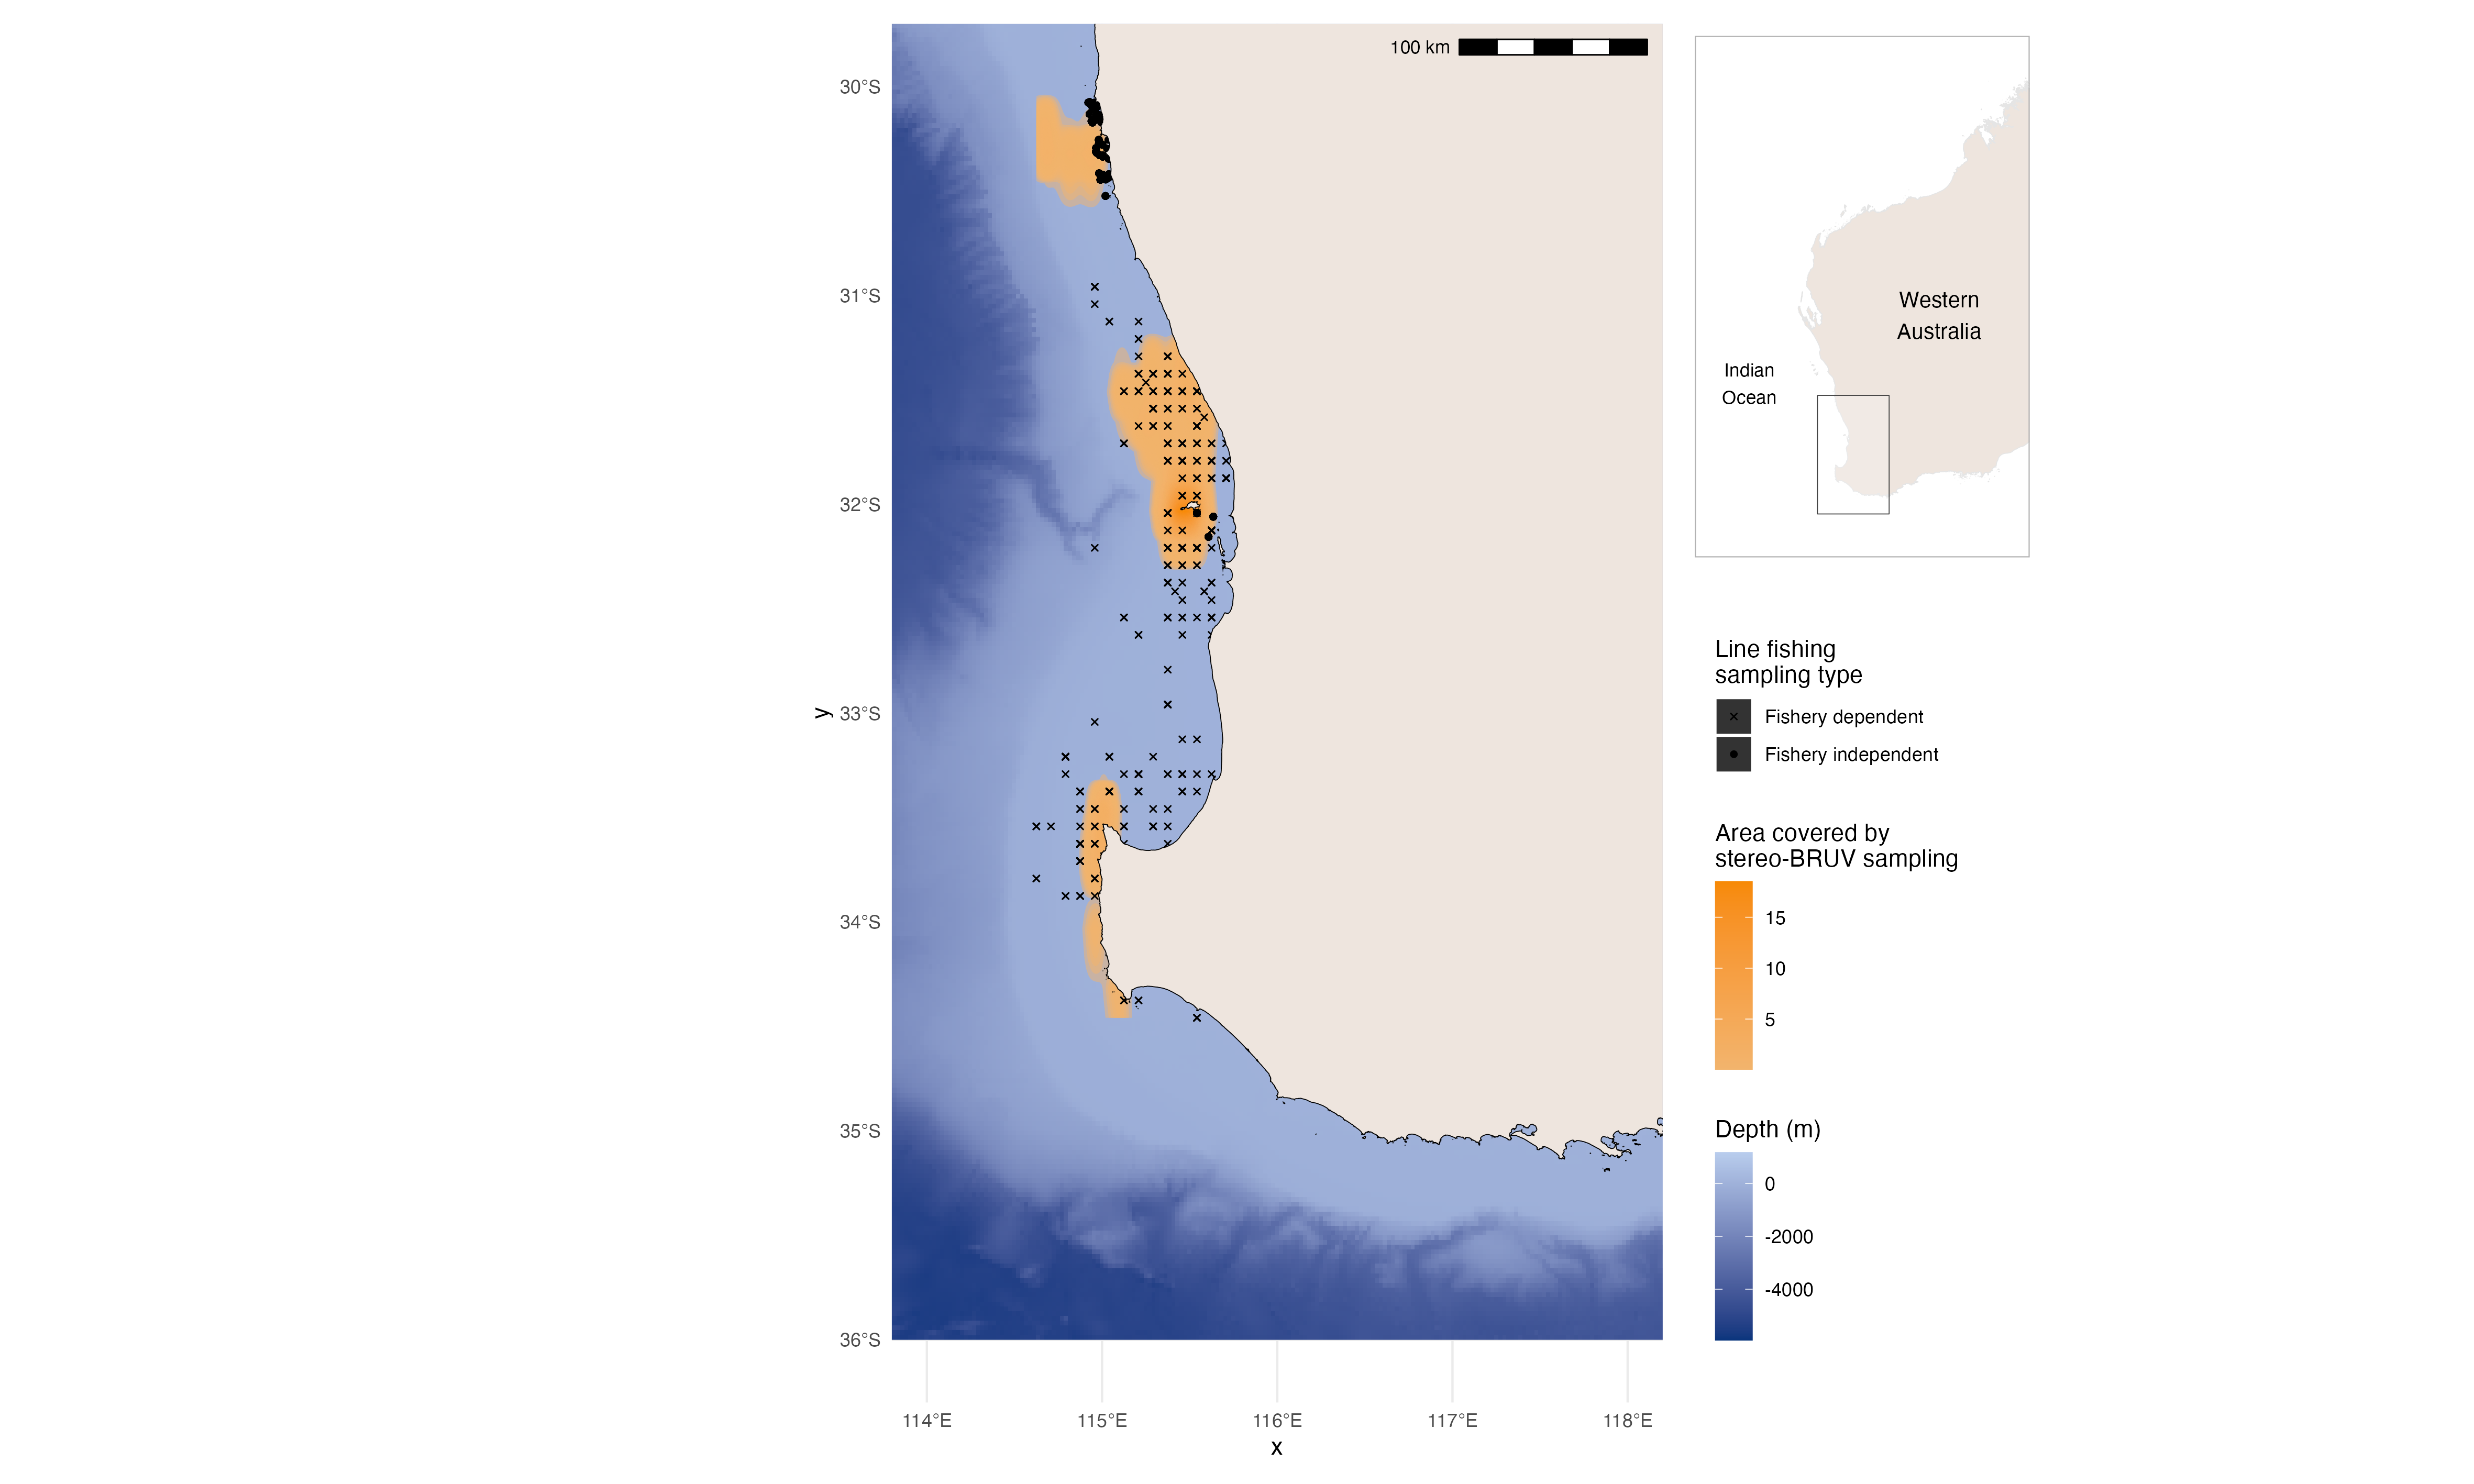 100 km
30°S
31°S
32°S
33°S
34°S
35°S
36°S
y
114°E
115°E
116°E
117°E
118°E
x
Western
Australia
Indian
Ocean
Line fishing
sampling type
Fishery dependent
Fishery independent
Area covered by
stereo-BRUV sampling
15
10
5
Depth (m)
0
-2000
-4000